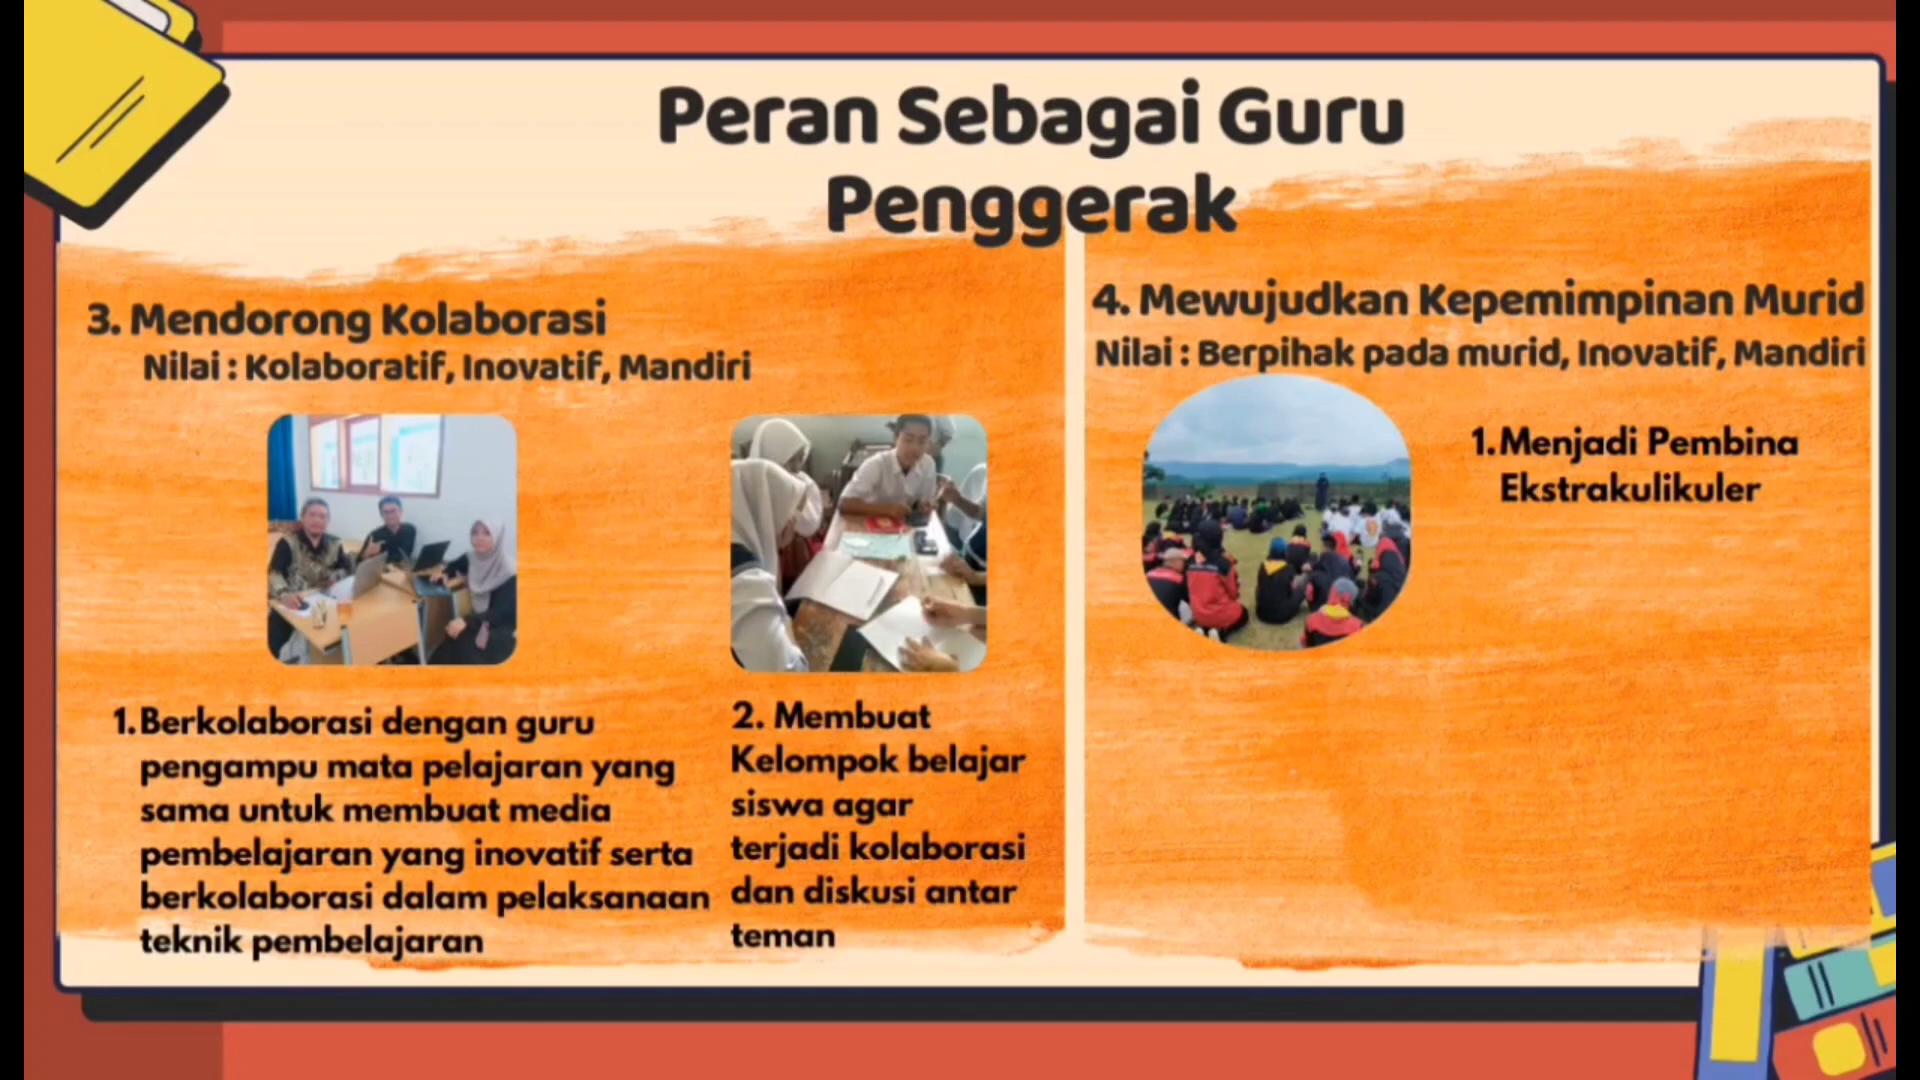 Peran Sebagai Guru
Penggerak
3. Mendorong Kolaborasi
Nilai : Kolaboratif, Inovatif, Mandiri
1. Berkolaborasi dengan guru
pengampu mata pelajaran yang
sama untuk membuat media
pembelajaran yang inovatif serta
berkolaborasi dalam pelaksanaan
teknik pembelajaran
2. Membuat
Kelompok belajar
siswa agar
terjadi kolaborasi
dan diskusi antar
teman
4. Mewujudkan Kepemimpinan Murid
Nilai : Berpihak pada murid, Inovatif, Mandiri
1. Menjadi Pembina
Ekstrakulikuler